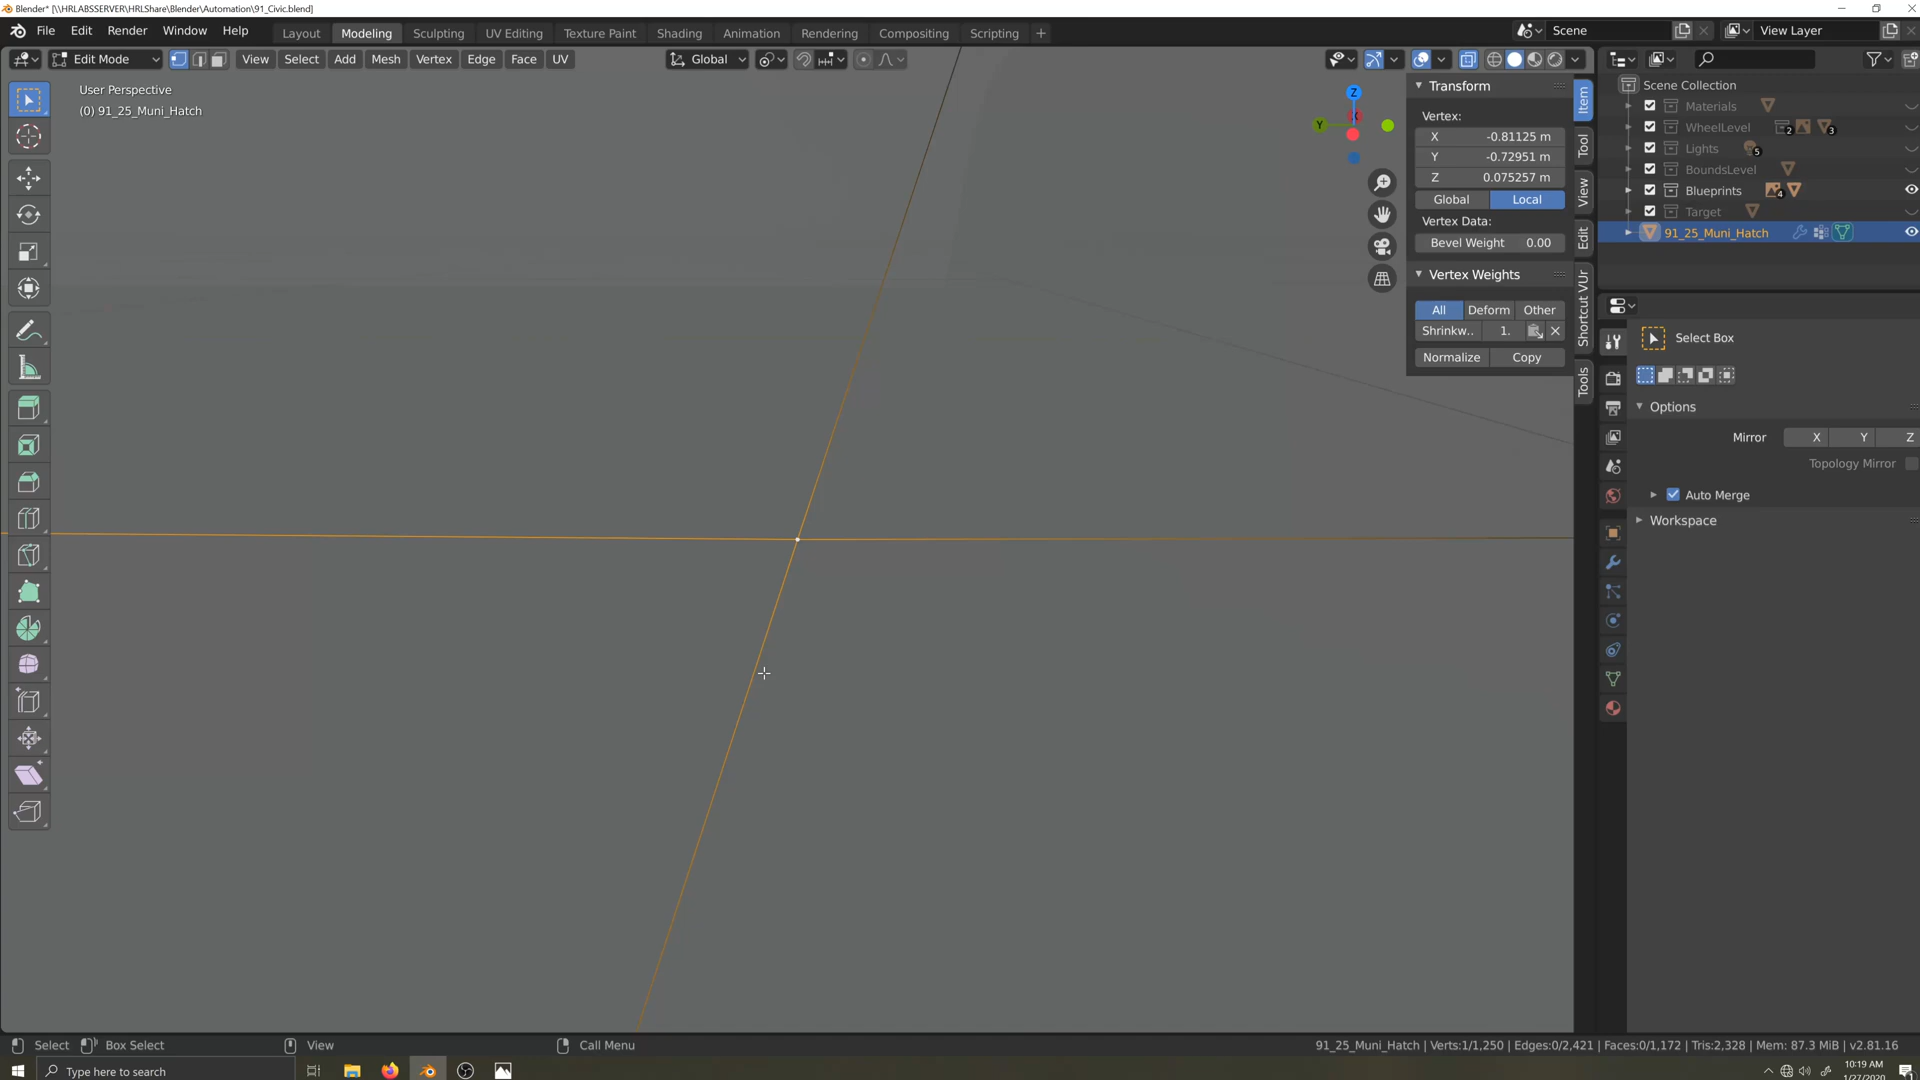 Blender* [\\HRLABSSERVER\HRLShare\Blender\Automation\91_Civic.blend]
File Edit Render Window Help Layout Modeling Sculpting UV Editing Texture Paint Shading Animation Rendering Compositing Scripting + Scene View Layer
Edit Mode View Select Add Mesh Vertex Edge Face UV Global
User Perspective
(0) 91_25_Muni_Hatch
Z
Y
X
Transform
Vertex:
X -0.81125 m
Y -0.72951 m
Z 0.075257 m
Global Local
Vertex Data:
Bevel Weight 0.00
Vertex Weights
All Deform Other
Shrinkw.. 1.
Normalize Copy
Item
Tool
View
Edit
Shortcut VUr
Tools
Scene Collection
Materials
WheelLevel 2 3
Lights 5
BoundsLevel
Blueprints 4
Target
91_25_Muni_Hatch
Select Box
Options
Mirror X Y Z
Topology Mirror
Auto Merge
Workspace
Select Box Select View Call Menu 91_25_Muni_Hatch | Verts:1/1,250 | Edges:0/2,421 | Faces:0/1,172 | Tris:2,328 | Mem: 87.3 MiB | v2.81.16
Type here to search
10:19 AM
1/27/2020